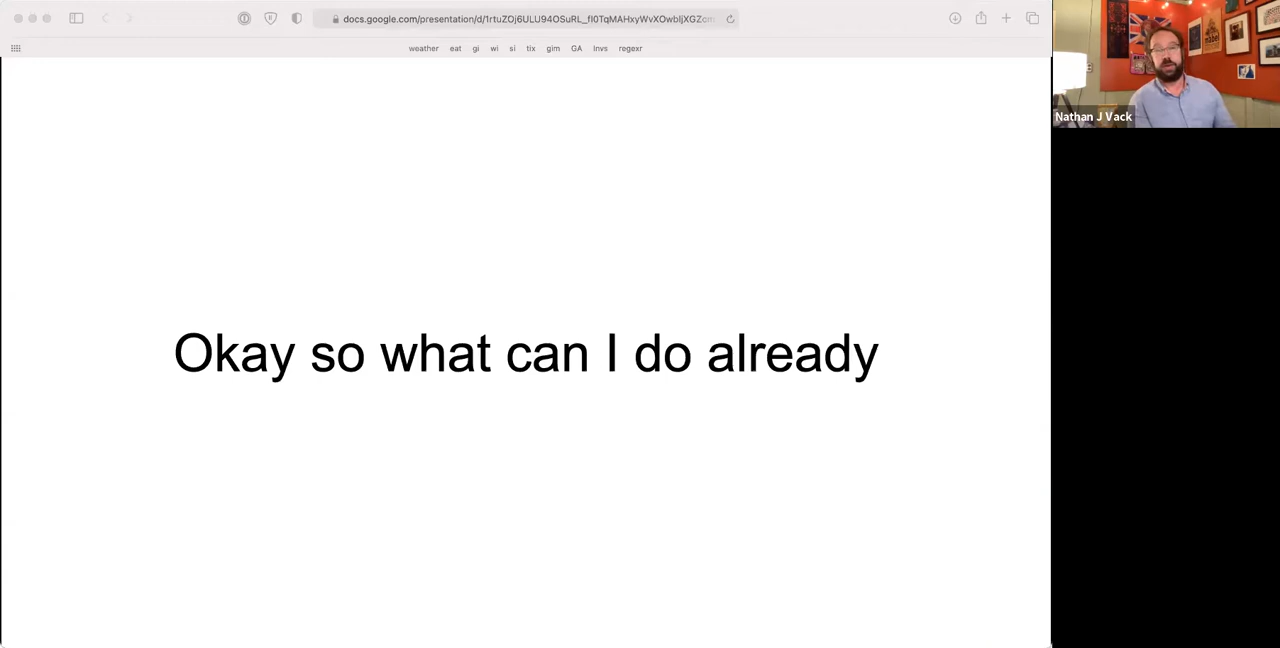 docs.google.com/presentation/d/1rtuZOj6ULU94OSuRL_fI0TqMAHxyWvXOwbljXGZcm
weather eat gi wi si tix gim GA Invs regexr
Nathan J Vack
Okay so what can I do already